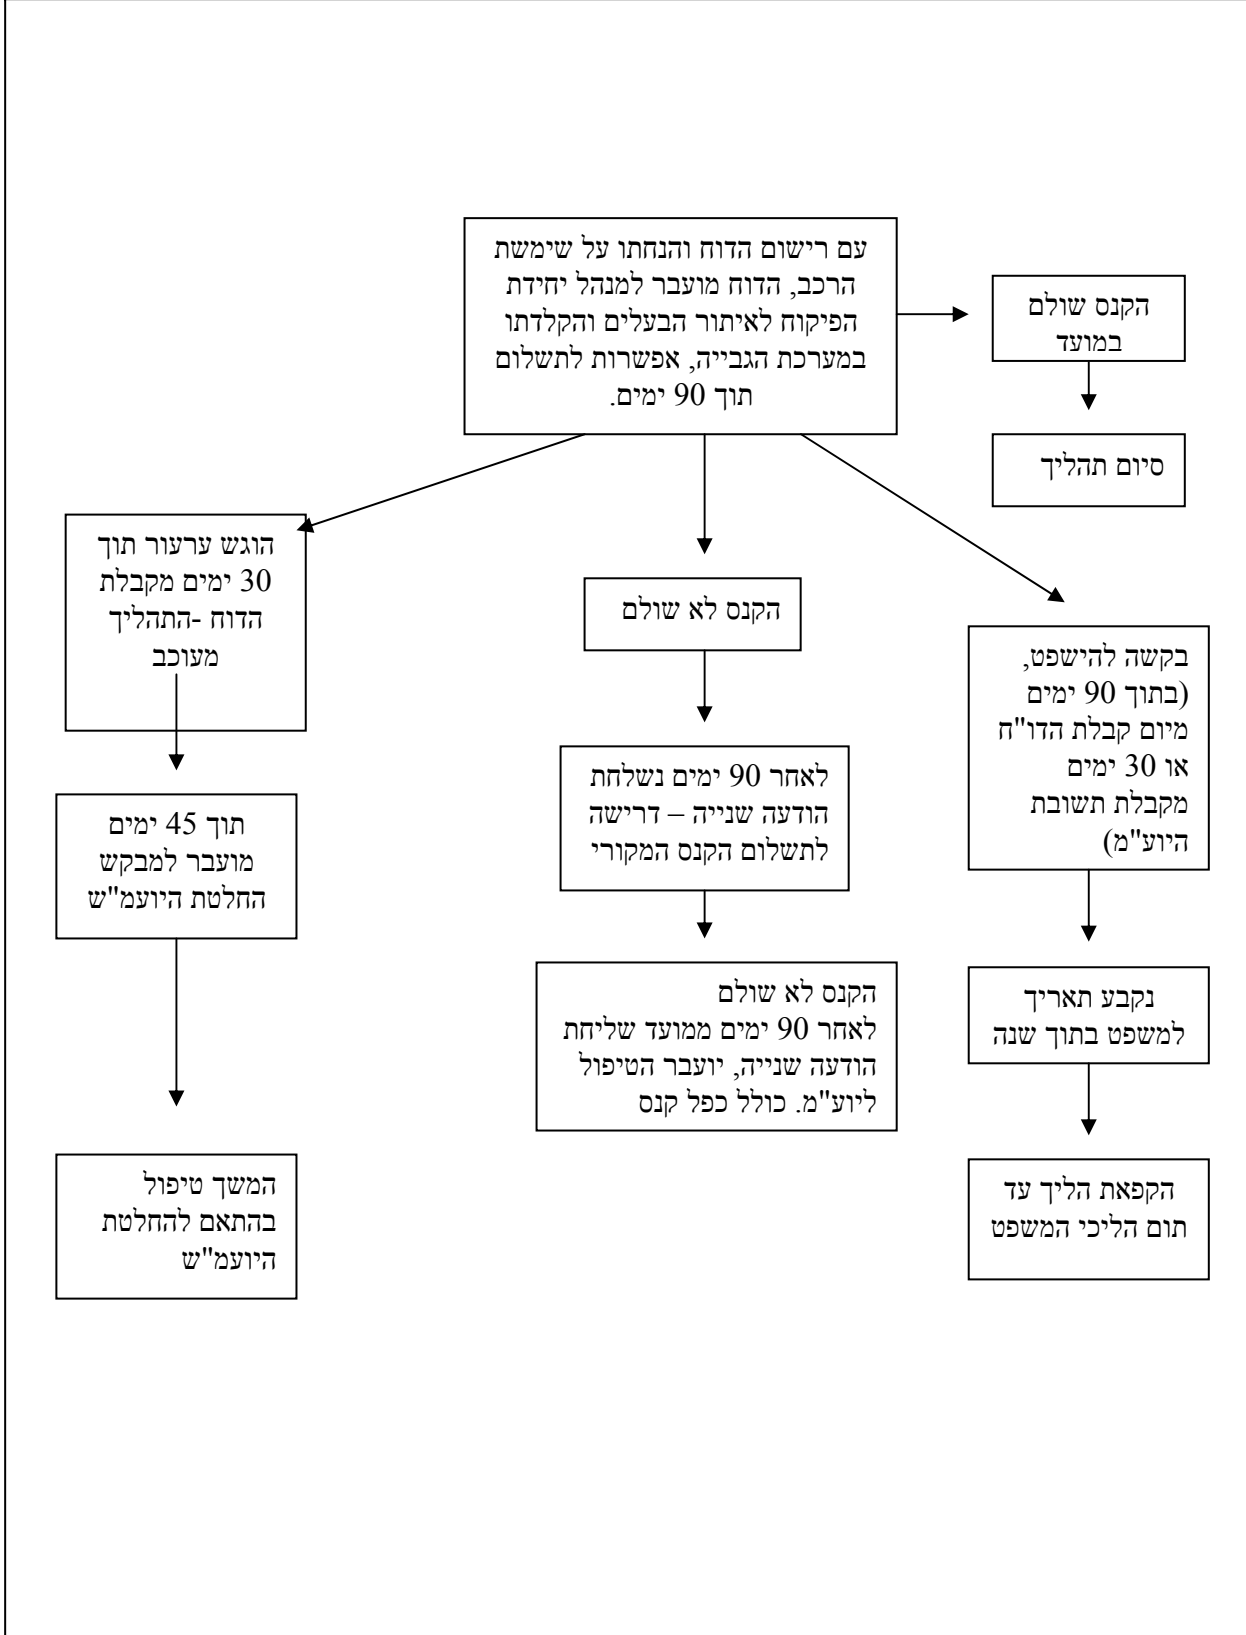 עם רישום הדוח והנחתו על שימשת
הרכב, הדוח מועבר למנהל יחידת
הפיקוח לאיתור הבעלים והקלדתו
במערכת הגבייה, אפשרות לתשלום
תוך 90 ימים.
הקנס שולם
במועד
סיום תהליך
בקשה להישפט,
(בתוך 90 ימים
מיום קבלת הדו"ח
או 30 ימים
מקבלת תשובת
היוע"מ)
נקבע תאריך
למשפט בתוך שנה
הקפאת הליך עד
תום הליכי המשפט
הקנס לא שולם
לאחר 90 ימים נשלחת
הודעה שנייה – דרישה
לתשלום הקנס המקורי
הקנס לא שולם
לאחר 90 ימים ממועד שליחת
הודעה שנייה, יועבר הטיפול
ליוע"מ. כולל כפל קנס
הוגש ערעור תוך
30 ימים מקבלת
הדוח -התהליך
מעוכב
תוך 45 ימים
מועבר למבקש
החלטת היועמ"ש
המשך טיפול
בהתאם להחלטת
היועמ"ש